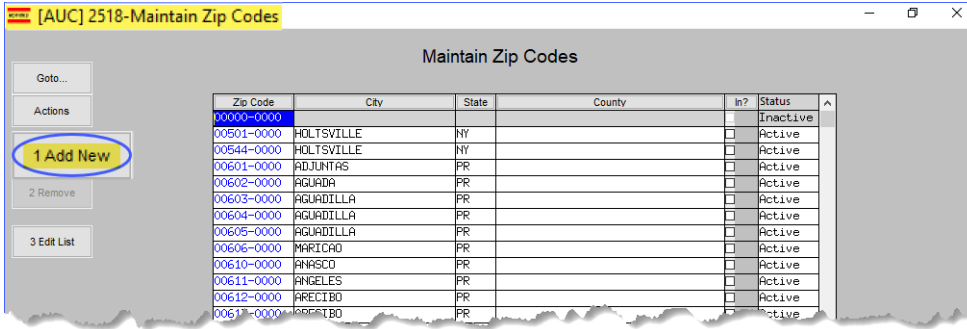 [AUC] 2518-Maintain Zip Codes
Maintain Zip Codes
Goto...
Actions
1 Add New
2 Remove
3 Edit List
Zip Code City State County In? Status
00000-0000 Inactive
00501-0000 HOLTSVILLE NY Active
00544-0000 HOLTSVILLE NY Active
00601-0000 ADJUNTAS PR Active
00602-0000 AGUADA PR Active
00603-0000 AGUADILLA PR Active
00604-0000 AGUADILLA PR Active
00605-0000 AGUADILLA PR Active
00606-0000 MARICAO PR Active
00610-0000 ANASCO PR Active
00611-0000 ANGELES PR Active
00612-0000 ARECIBO PR Active
PR